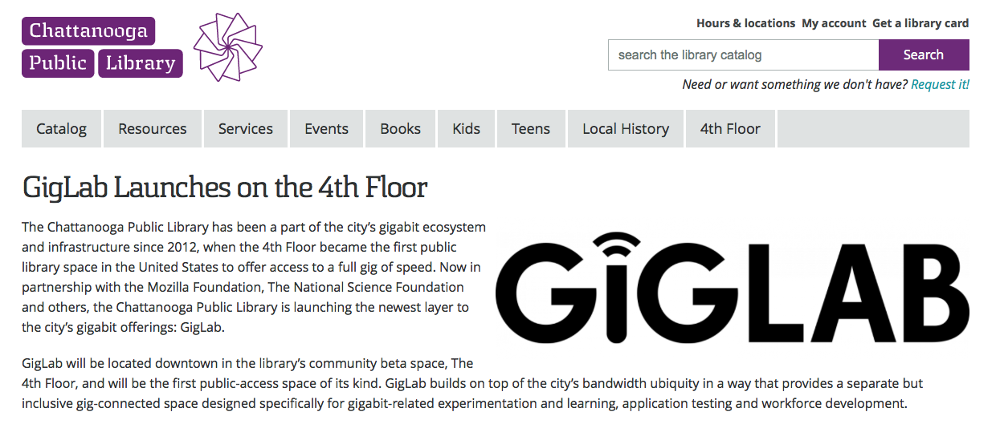 Chattanooga
Public Library
Hours & locations My account Get a library card
search the library catalog Search
Need or want something we don't have? Request it!
Catalog Resources Services Events Books Kids Teens Local History 4th Floor
GigLab Launches on the 4th Floor
The Chattanooga Public Library has been a part of the city’s gigabit ecosystem
and infrastructure since 2012, when the 4th Floor became the first public
library space in the United States to offer access to a full gig of speed. Now in
partnership with the Mozilla Foundation, The National Science Foundation
and others, the Chattanooga Public Library is launching the newest layer to
the city’s gigabit offerings: GigLab.
GiGLAB
GigLab will be located downtown in the library’s community beta space, The
4th Floor, and will be the first public-access space of its kind. GigLab builds on top of the city’s bandwidth ubiquity in a way that provides a separate but
inclusive gig-connected space designed specifically for gigabit-related experimentation and learning, application testing and workforce development.